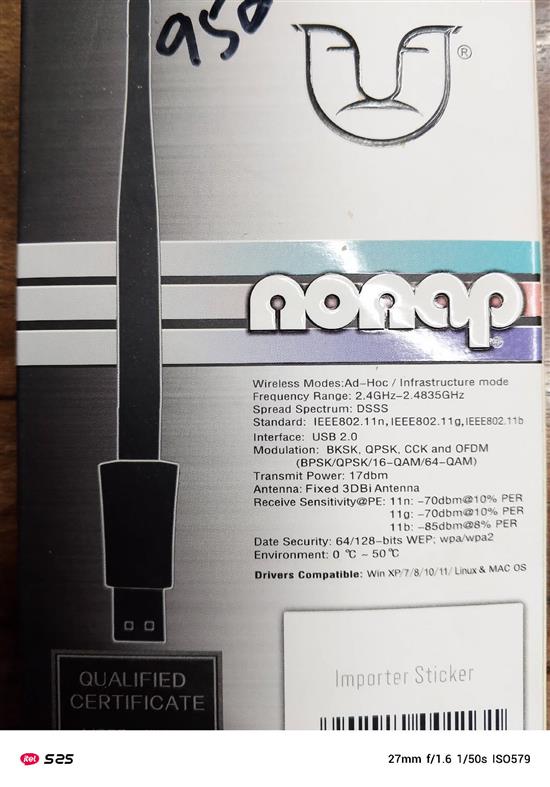 950
®
nonap
®
Wireless Modes:Ad-Hoc / Infrastructure mode
Frequency Range: 2.4GHz-2.4835GHz
Spread Spectrum: DSSS
Standard: IEEE802.11n, IEEE802.11g, IEEE802.11b
Interface: USB 2.0
Modulation: BKSK, QPSK, CCK and OFDM
(BPSK/QPSK/16-QAM/64-QAM)
Transmit Power: 17dbm
Antenna: Fixed 3DBi Antenna
Receive Sensitivity@PE: 11n: -70dbm@10% PER
11g: -70dbm@10% PER
11b: -85dbm@8% PER
Date Security: 64/128-bits WEP; wpa/wpa2
Environment: 0 ℃ ~ 50℃
Drivers Compatible: Win XP/7/8/10/11/ Linux & MAC OS
Importer Sticker
QUALIFIED
CERTIFICATE
itel S25
27mm f/1.6 1/50s ISO579